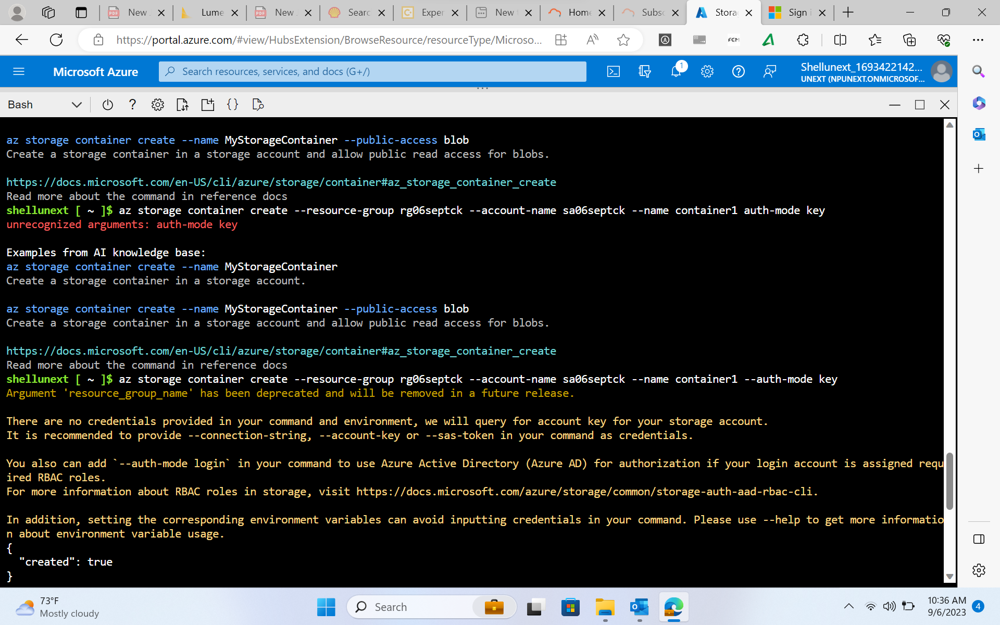 New
Lume
New
Searc
Exper
New
Home
Subsc
Stora
Sign i
https://portal.azure.com/#view/HubsExtension/BrowseResource/resourceType/Microso...
FCM
Microsoft Azure
Search resources, services, and docs (G+/)
1
Shellunext_1693422142...
UNEXT (NPUNEXT.ONMICROSOF...
Bash
az storage container create --name MyStorageContainer --public-access blob
Create a storage container in a storage account and allow public read access for blobs.
https://docs.microsoft.com/en-US/cli/azure/storage/container#az_storage_container_create
Read more about the command in reference docs
shellunext [ ~ ]$ az storage container create --resource-group rg06septck --account-name sa06septck --name container1 auth-mode key
unrecognized arguments: auth-mode key
Examples from AI knowledge base:
az storage container create --name MyStorageContainer
Create a storage container in a storage account.
az storage container create --name MyStorageContainer --public-access blob
Create a storage container in a storage account and allow public read access for blobs.
https://docs.microsoft.com/en-US/cli/azure/storage/container#az_storage_container_create
Read more about the command in reference docs
shellunext [ ~ ]$ az storage container create --resource-group rg06septck --account-name sa06septck --name container1 --auth-mode key
Argument 'resource_group_name' has been deprecated and will be removed in a future release.
There are no credentials provided in your command and environment, we will query for account key for your storage account.
It is recommended to provide --connection-string, --account-key or --sas-token in your command as credentials.
You also can add `--auth-mode login` in your command to use Azure Active Directory (Azure AD) for authorization if your login account is assigned requ
ired RBAC roles.
For more information about RBAC roles in storage, visit https://docs.microsoft.com/azure/storage/common/storage-auth-aad-rbac-cli.
In addition, setting the corresponding environment variables can avoid inputting credentials in your command. Please use --help to get more informatio
n about environment variable usage.
{
"created": true
}
73°F
Mostly cloudy
Search
10:36 AM
9/6/2023
4